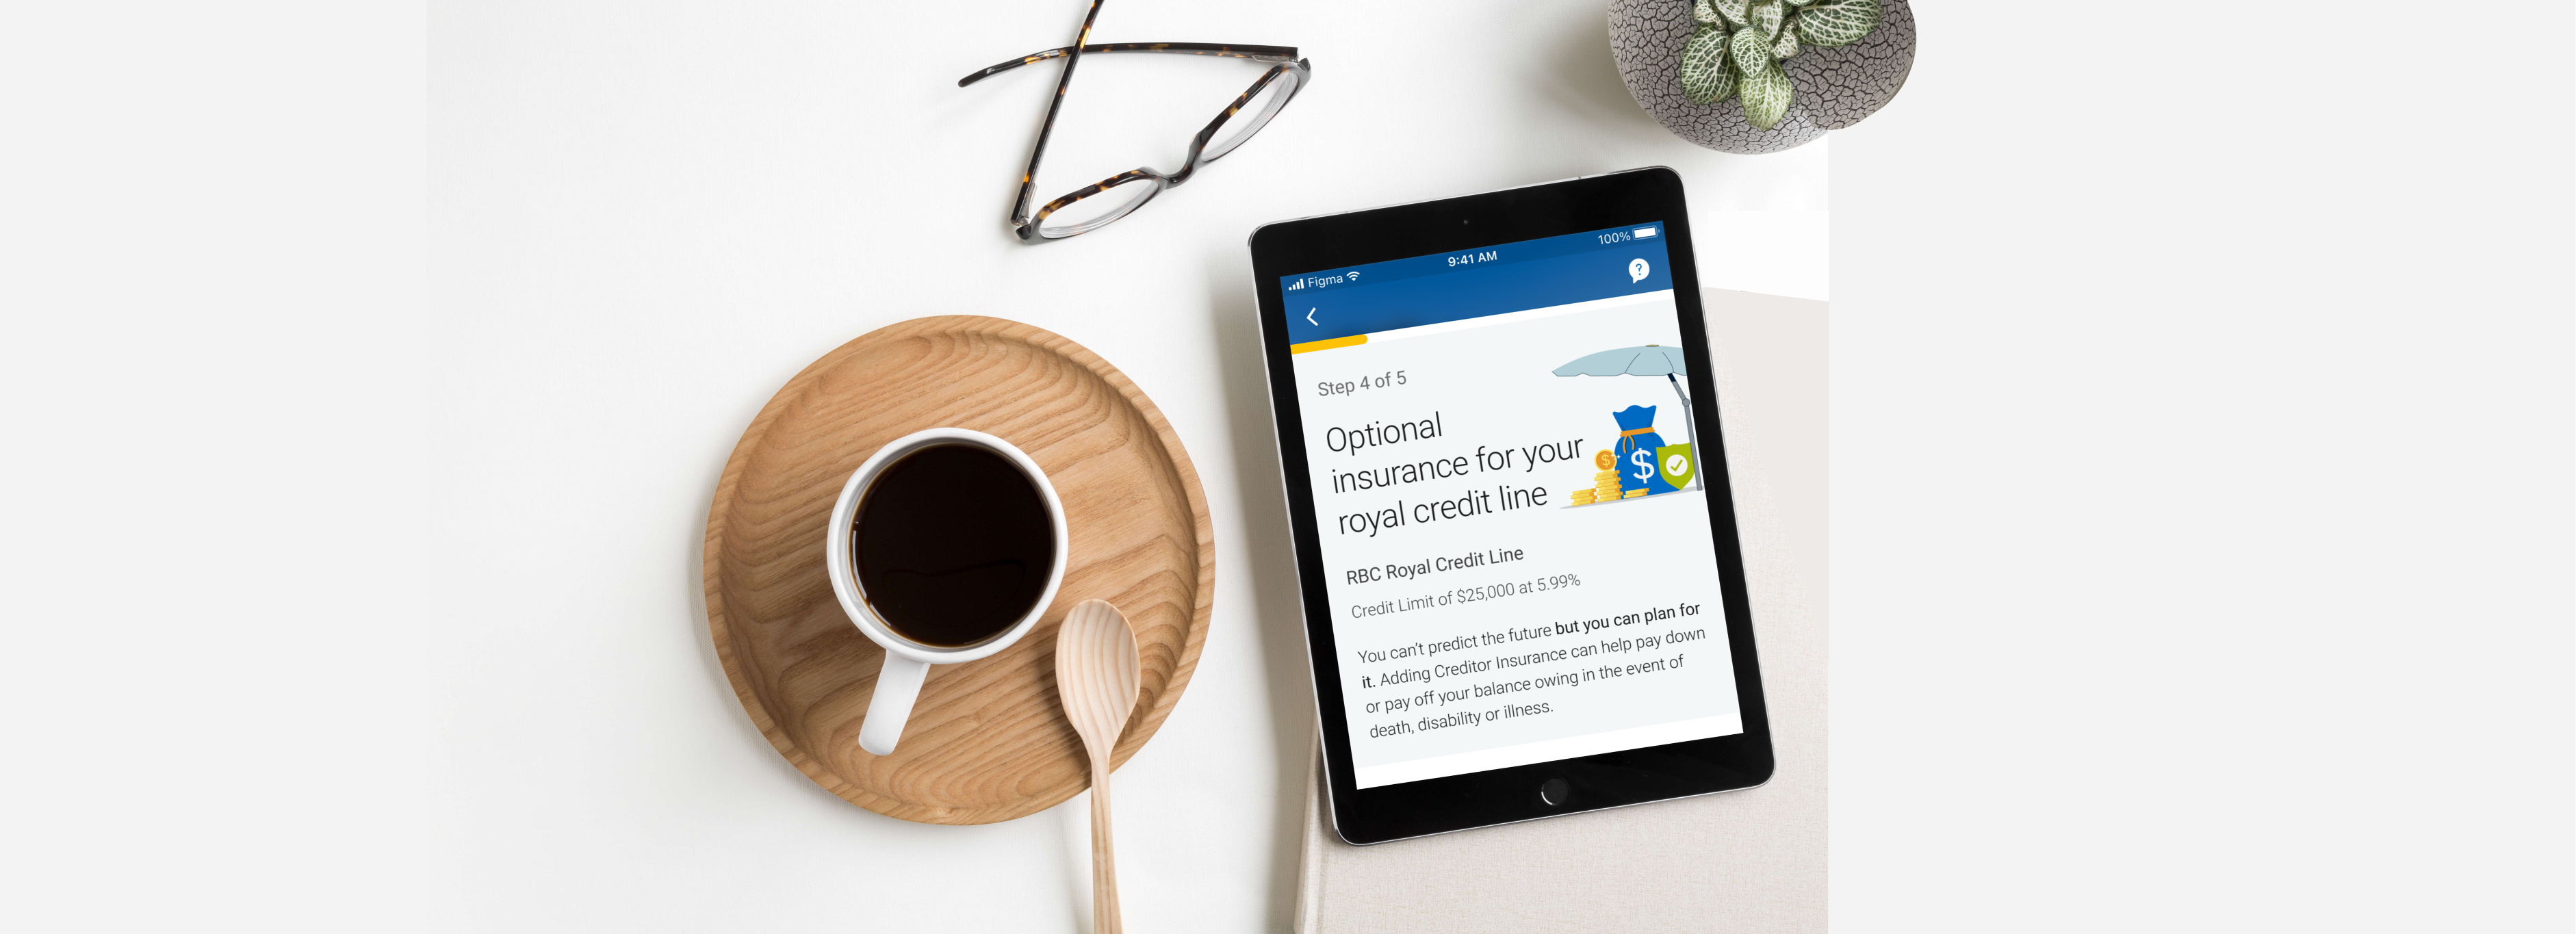 Figma
9:41 AM
100%
?
Step 4 of 5
Optional
insurance for your
royal credit line
$
$
RBC Royal Credit Line
Credit Limit of $25,000 at 5.99%
You can’t predict the future but you can plan for
it. Adding Creditor Insurance can help pay down
or pay off your balance owing in the event of
death, disability or illness.